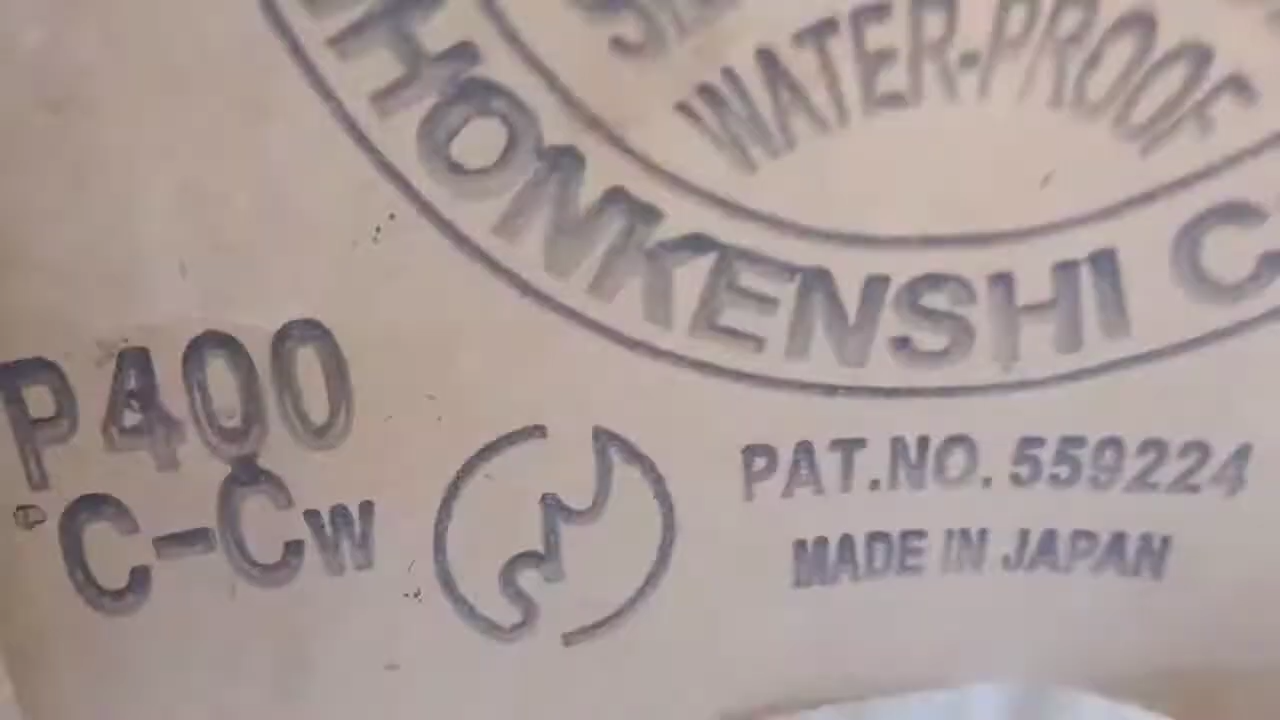 WATER-PROOF
HONKENSHI C
P400
C-Cw
PAT.NO. 559224
MADE IN JAPAN